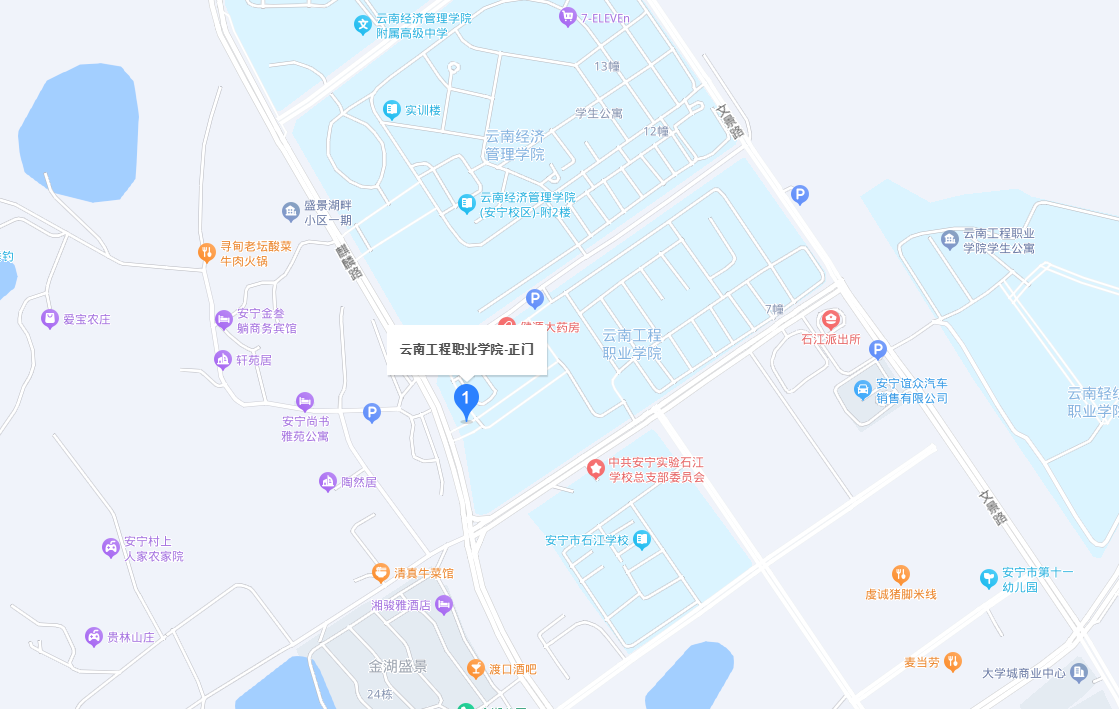 云南经济管理学院
附属高级中学
7-ELEVEn
13幢
实训楼
学生公寓
12幢
文景路
云南经济
管理学院
云南经济管理学院
(安宁校区)-附2楼
盛景湖畔
小区一期
麒麟路
寻甸老坛酸菜
牛肉火锅
钓
云南工程职业
学院学生公寓
爱宝农庄
安宁金叁
躺商务宾馆
轩苑居
P
P
7幢
大药房
云南工程
职业学院
石江派出所
P
云南工程职业学院-正门
1
安宁谊众汽车
销售有限公司
云南轻纺
职业学院
安宁尚书
雅苑公寓
P
陶然居
中共安宁实验石江
学校总支部委员会
文景路
安宁村上
人家农家院
安宁市石江学校
清真牛菜馆
湘骏雅酒店
虔诚猪脚米线
安宁市第十一
幼儿园
贵林山庄
金湖盛景
24栋
渡口酒吧
麦当劳
大学城商业中心